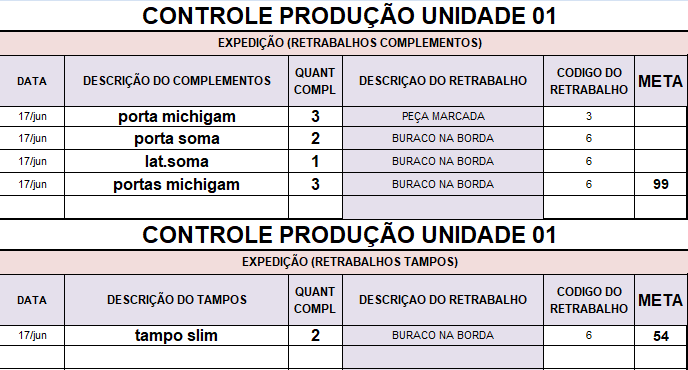 CONTROLE PRODUÇÃO UNIDADE 01
EXPEDIÇÃO (RETRABALHOS COMPLEMENTOS)
DATA DESCRIÇÃO DO COMPLEMENTOS QUANT COMPL DESCRIÇAO DO RETRABALHO CODIGO DO RETRABALHO META
17/jun porta michigam 3 PEÇA MARCADA 3
17/jun porta soma 2 BURACO NA BORDA 6
17/jun lat.soma 1 BURACO NA BORDA 6
17/jun portas michigam 3 BURACO NA BORDA 6 99
CONTROLE PRODUÇÃO UNIDADE 01
EXPEDIÇÃO (RETRABALHOS TAMPOS)
DATA DESCRIÇÃO DO TAMPOS QUANT COMPL DESCRIÇAO DO RETRABALHO CODIGO DO RETRABALHO META
17/jun tampo slim 2 BURACO NA BORDA 6 54